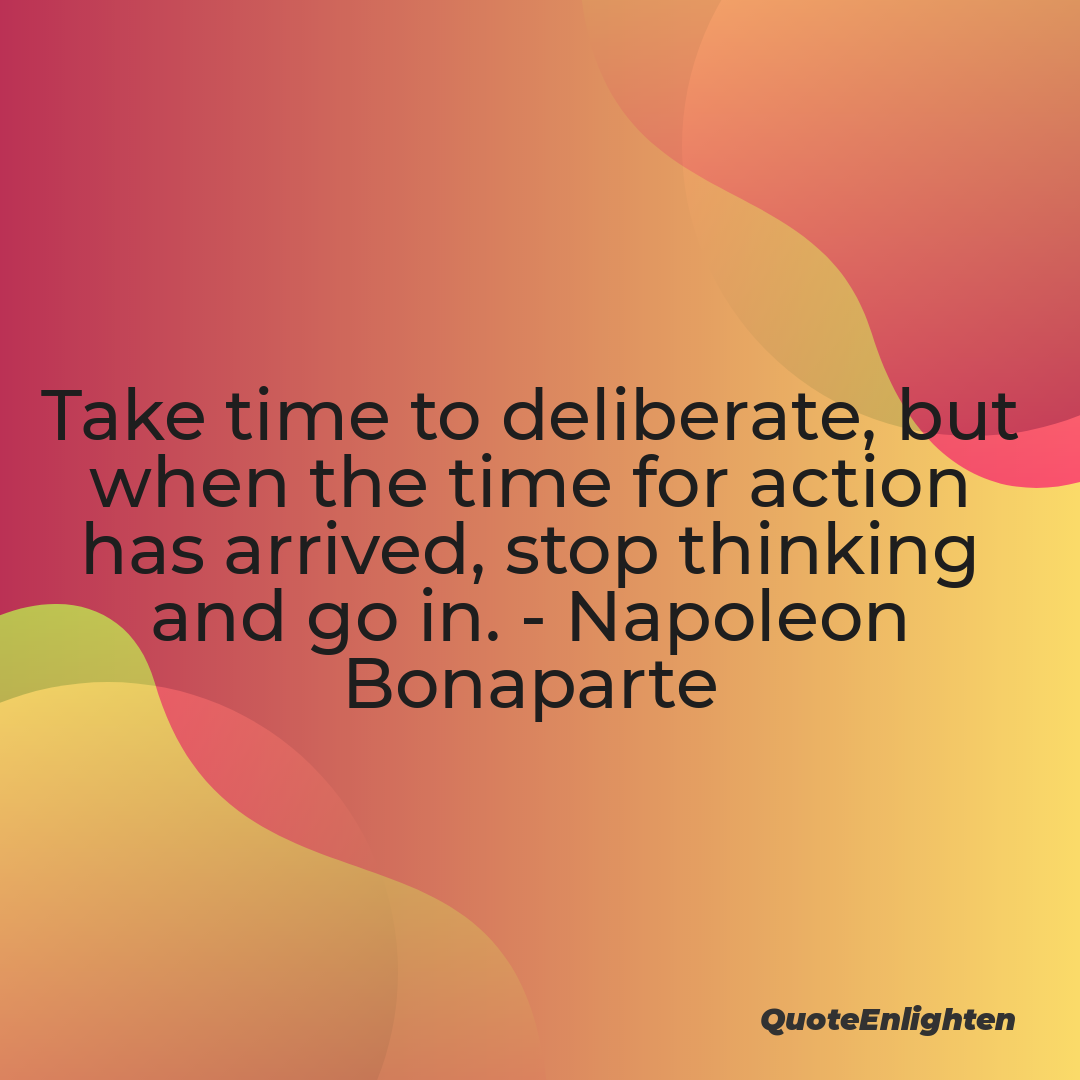 Take time to deliberate, but
when the time for action
has arrived, stop thinking
and go in. - Napoleon
Bonaparte
QuoteEnlighten